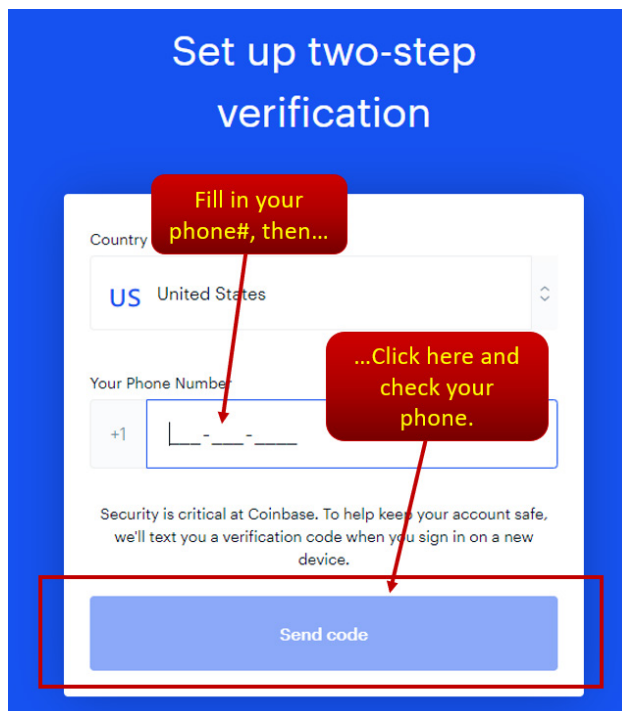 Set up two-step
verification
Fill in your
phone#, then…
Country
US United States
…Click here and
check your
phone.
Your Phone Number
+1 ___-___-____
Security is critical at Coinbase. To help keep your account safe,
we'll text you a verification code when you sign in on a new
device.
Send code